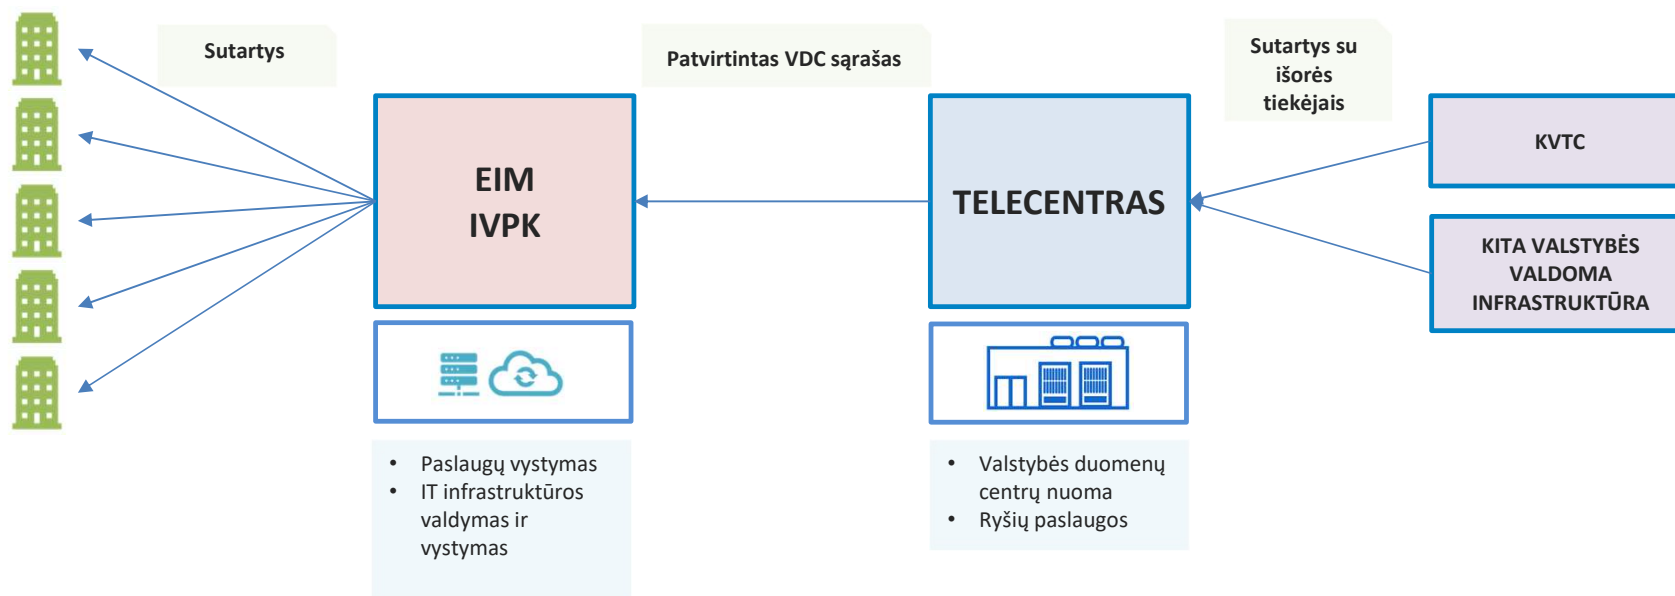 Sutartys
Patvirtintas VDC sąrašas
Sutartys su
išorės
tiekėjais
EIM
IVPK
TELECENTRAS
KVTC
KITA VALSTYBĖS
VALDOMA
INFRASTRUKTŪRA
• Paslaugų vystymas
• IT infrastruktūros
valdymas ir
vystymas
• Valstybės duomenų
centrų nuoma
• Ryšių paslaugos